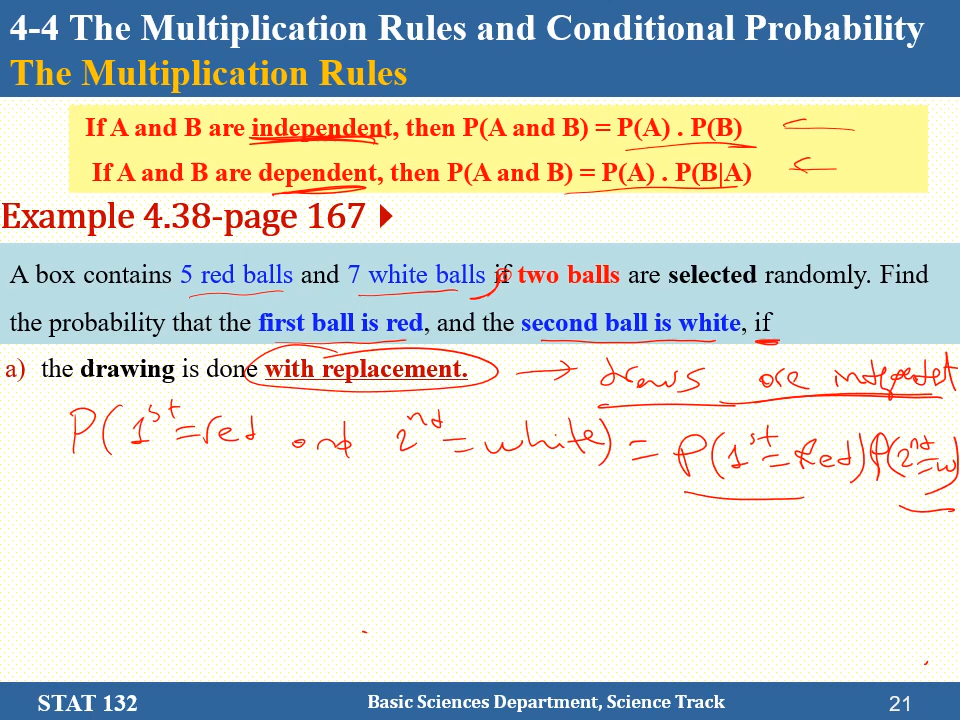 4-4 The Multiplication Rules and Conditional Probability
The Multiplication Rules
If A and B are independent, then P(A and B) = P(A) . P(B)
If A and B are dependent, then P(A and B) = P(A) . P(B|A)
Example 4.38-page 167
A box contains 5 red balls and 7 white balls if two balls are selected randomly. Find
the probability that the first ball is red, and the second ball is white, if
a) the drawing is done with replacement. → draws are independent
P(1st=red and 2nd=white) = P(1st=Red)P(2nd=w)
STAT 132 Basic Sciences Department, Science Track 21